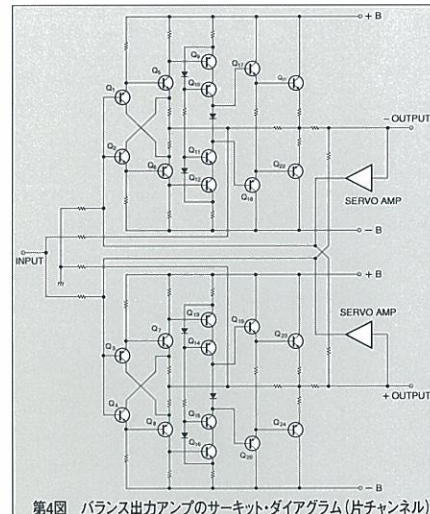 + B
Q₉
Q₁₇
Q₅
Q₁₀
Q₂₁
Q₁
− OUTPUT
Q₂
Q₁₁
Q₆
Q₂₂
Q₁₂
Q₁₈
SERVO AMP
− B
INPUT
+ B
Q₁₃
Q₁₉
SERVO AMP
Q₇
Q₂₃
Q₁₄
Q₃
+ OUTPUT
Q₄
Q₁₅
Q₈
Q₂₄
Q₁₆
Q₂₀
− B
第4図 バランス出力アンプのサーキット・ダイアグラム(片チャンネル)